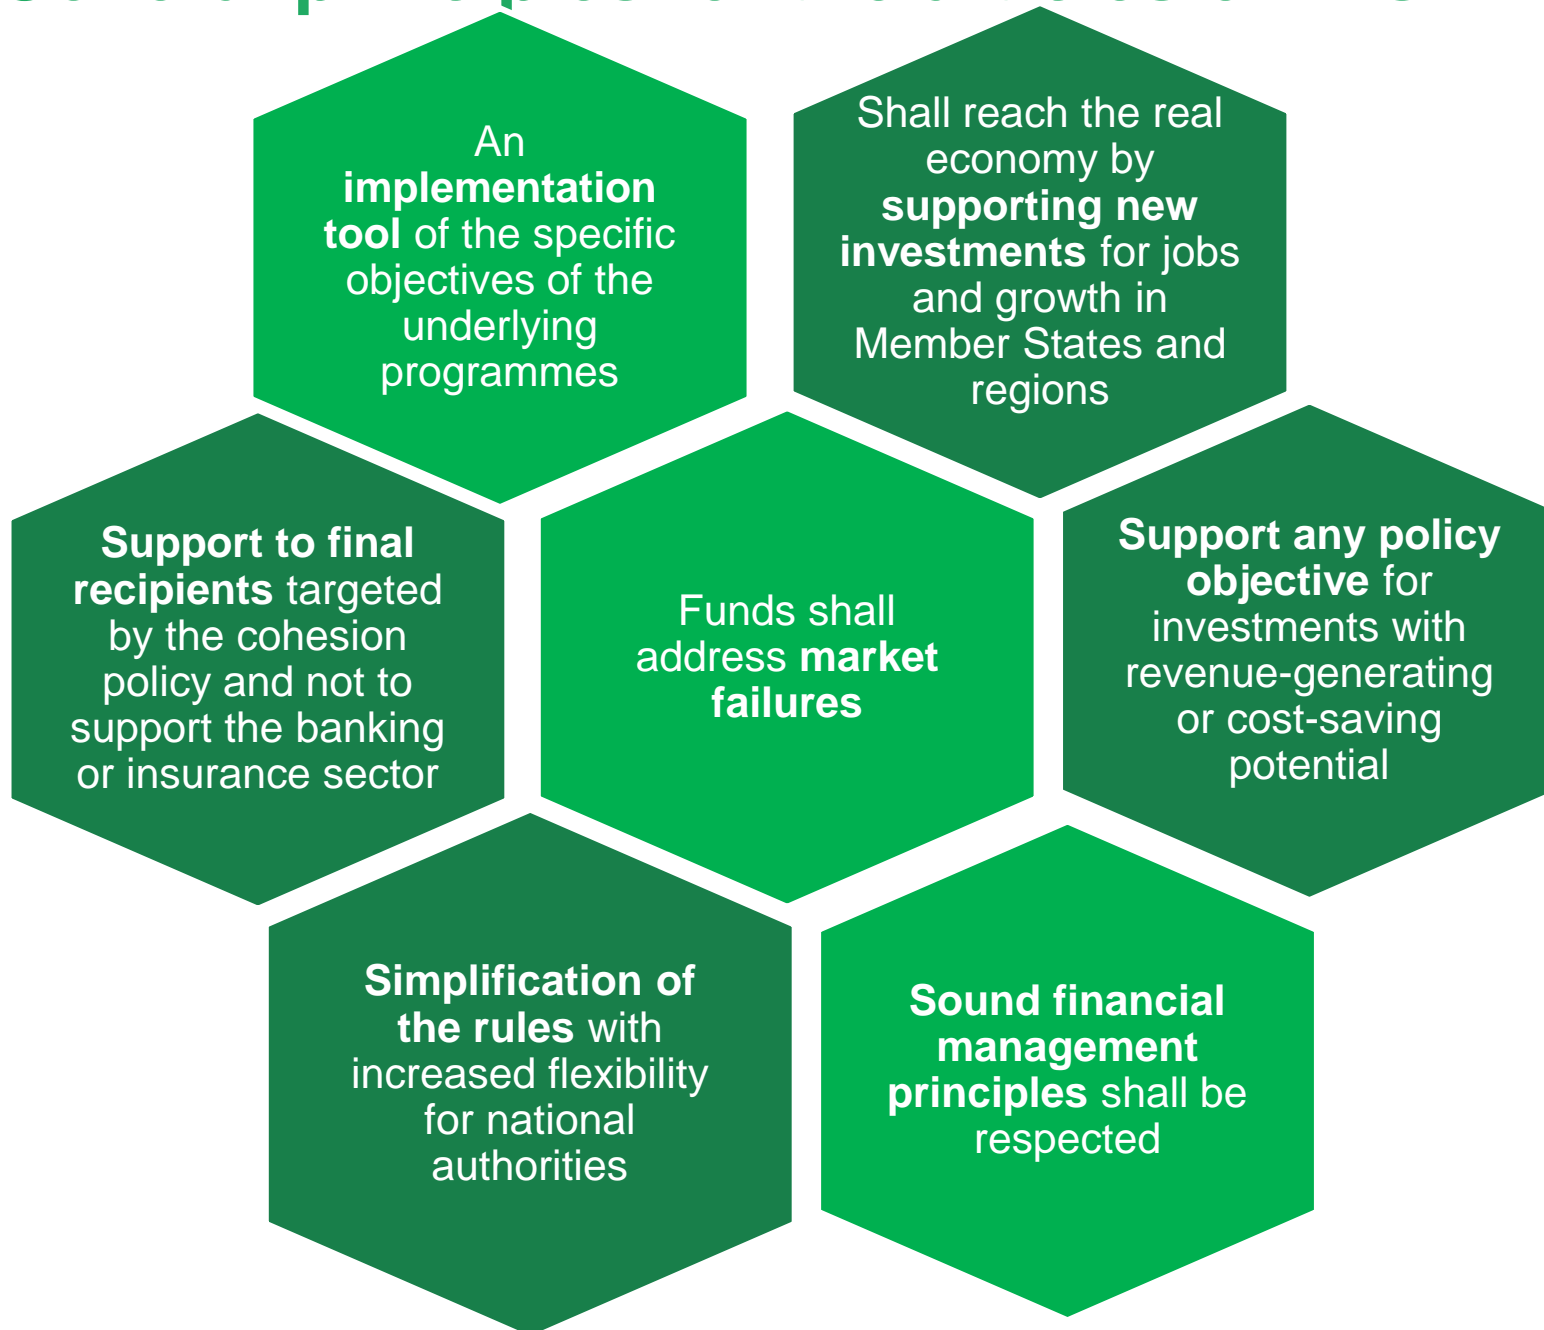 An
implementation
tool of the specific
objectives of the
underlying
programmes
Shall reach the real
economy by
supporting new
investments for jobs
and growth in
Member States and
regions
Support to final
recipients targeted
by the cohesion
policy and not to
support the banking
or insurance sector
Funds shall
address market
failures
Support any policy
objective for
investments with
revenue-generating
or cost-saving
potential
Simplification of
the rules with
increased flexibility
for national
authorities
Sound financial
management
principles shall be
respected